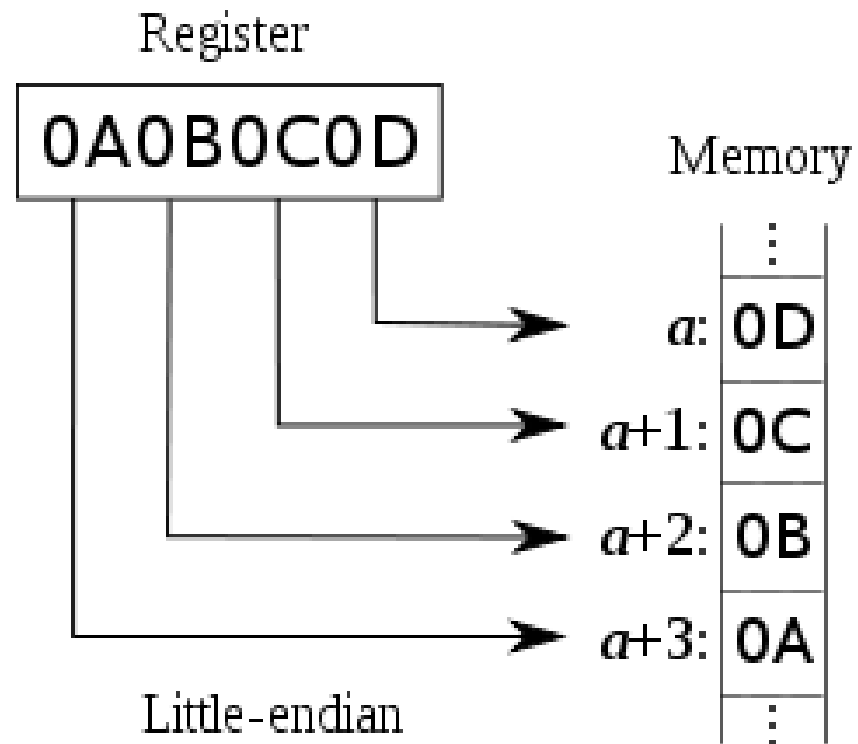 Register
0A0B0C0D
Memory
⋮
a: 0D
a+1: 0C
a+2: 0B
a+3: 0A
⋮
Little-endian